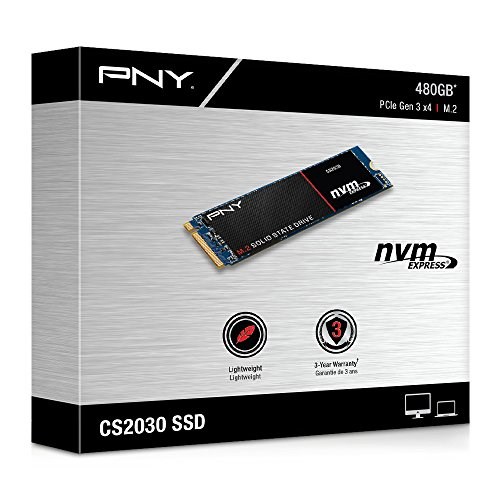 PNY
480GB*
PCIe Gen 3 x4 | M.2
CS2030
nvm
EXPRESS
PNY
M.2 SOLID STATE DRIVE
nvm
EXPRESS
3
Lightweight
Lightweight
3-Year Warranty†
Garantie de 3 ans
CS2030 SSD